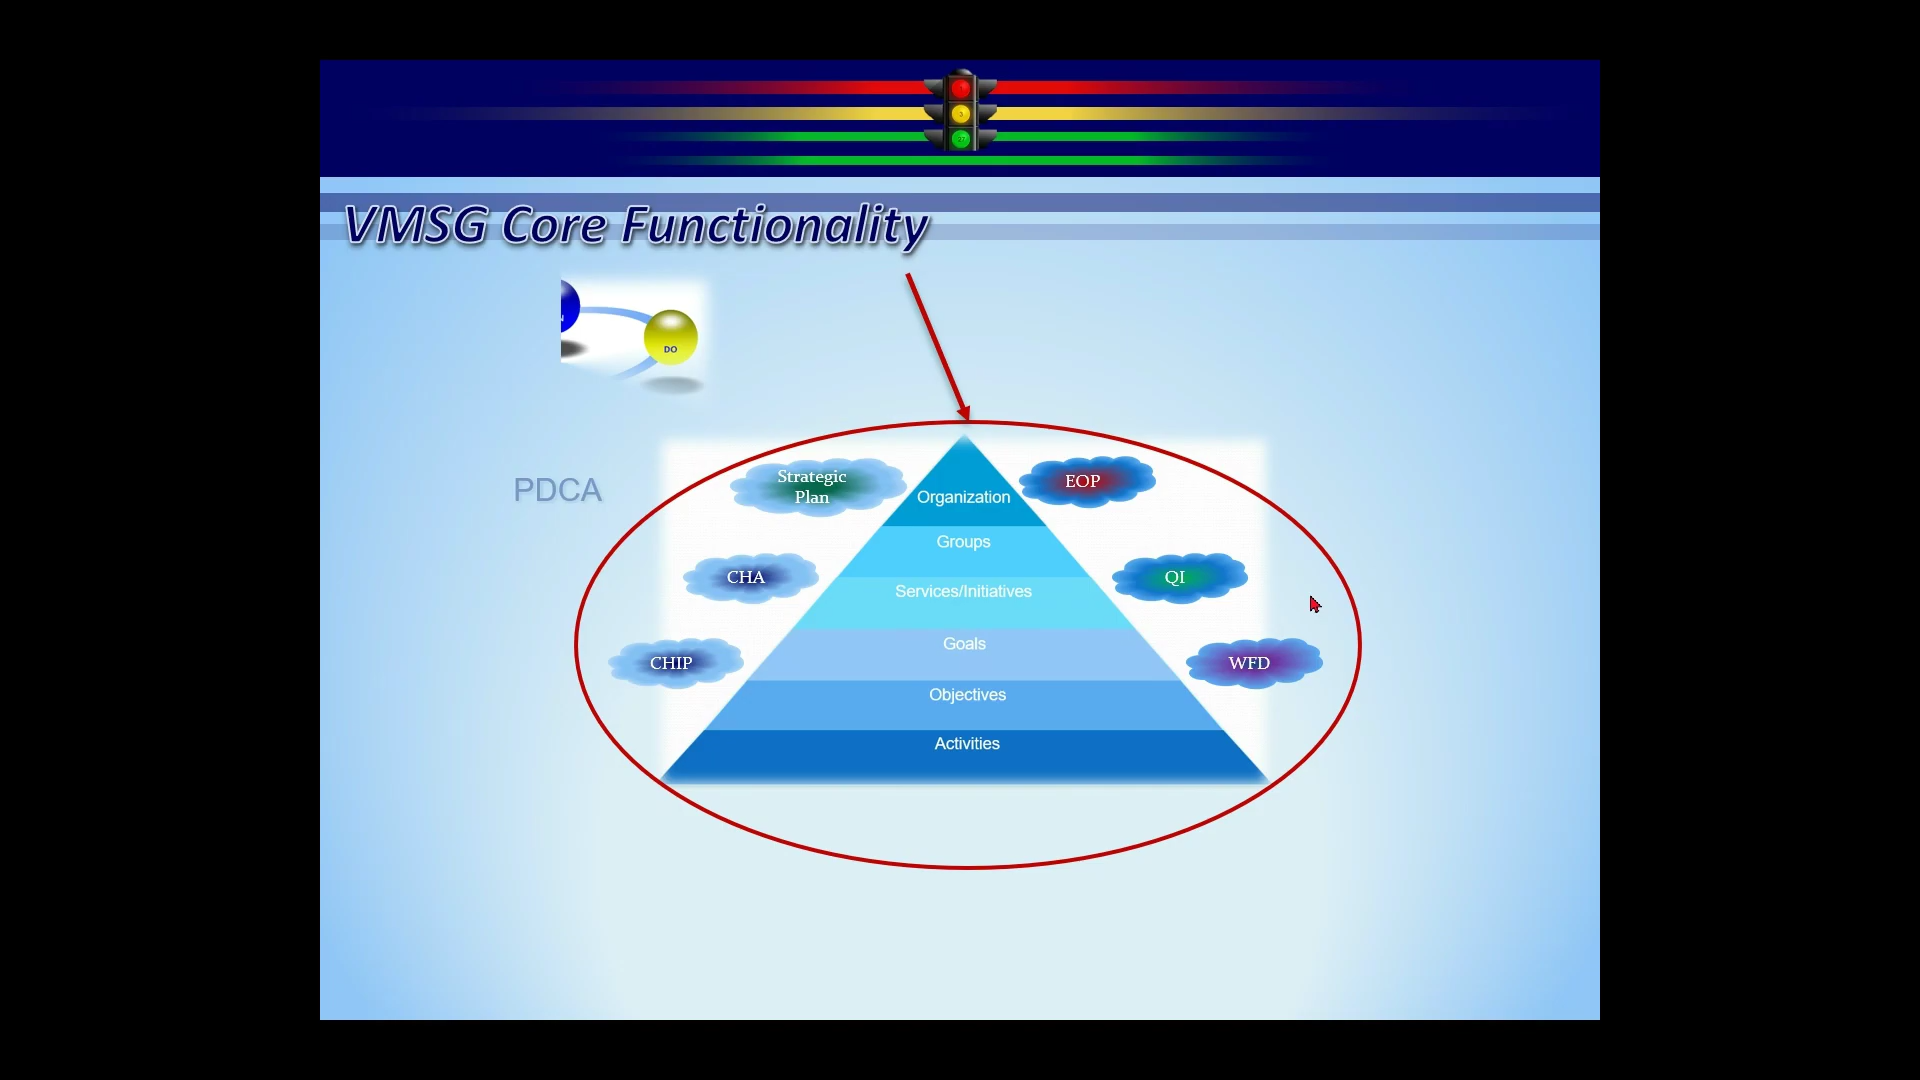 VMSG Core Functionality
DO
PDCA
Strategic
Plan
EOP
Organization
Groups
CHA
QI
Services/Initiatives
Goals
CHIP
WFD
Objectives
Activities